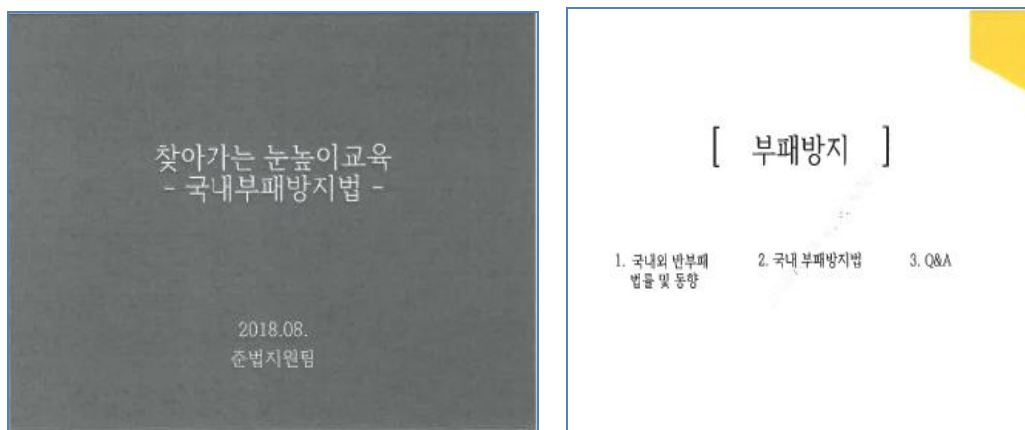 찾아가는 눈높이교육
- 국내부패방지법 -
2018.08.
준법지원팀
[ 부패방지 ]
1. 국내외 반부패
법률 및 동향
2. 국내 부패방지법
3. Q&A